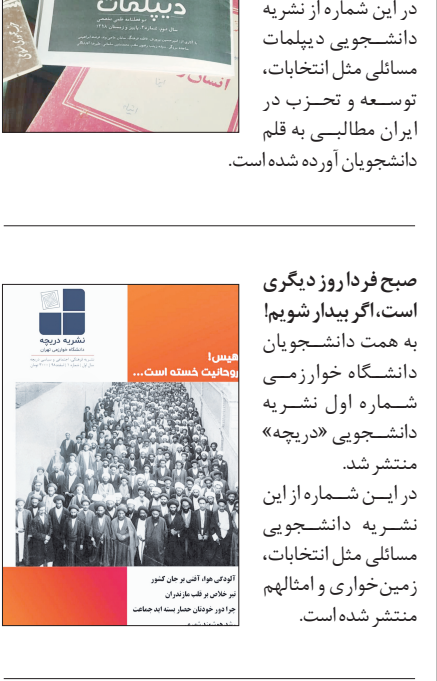 در این شماره از نشریه
دانشجویی دیپلمات
مسائلی مثل انتخابات،
توسعه و تحزب در
ایران مطالبی به قلم
دانشجویان آورده شده است.
دیپلمات
صبح فردا روز دیگری
است، اگر بیدار شویم!
به همت دانشجویان
دانشگاه خوارزمی
شماره اول نشریه
دانشجویی «دریچه»
منتشر شد.
در این شماره از این
نشریه دانشجویی
مسائلی مثل انتخابات،
زمین‌خواری و امثالهم
منتشر شده است.
نشریه دریچه
دانشگاه خوارزمی تهران
هیس!
روحانیت خسته است...
آلودگی هوا، آفتی بر جان کشور
تیر خلاص بر قلب مازندران
چرا دور خودتان حصار بسته اید جماعت